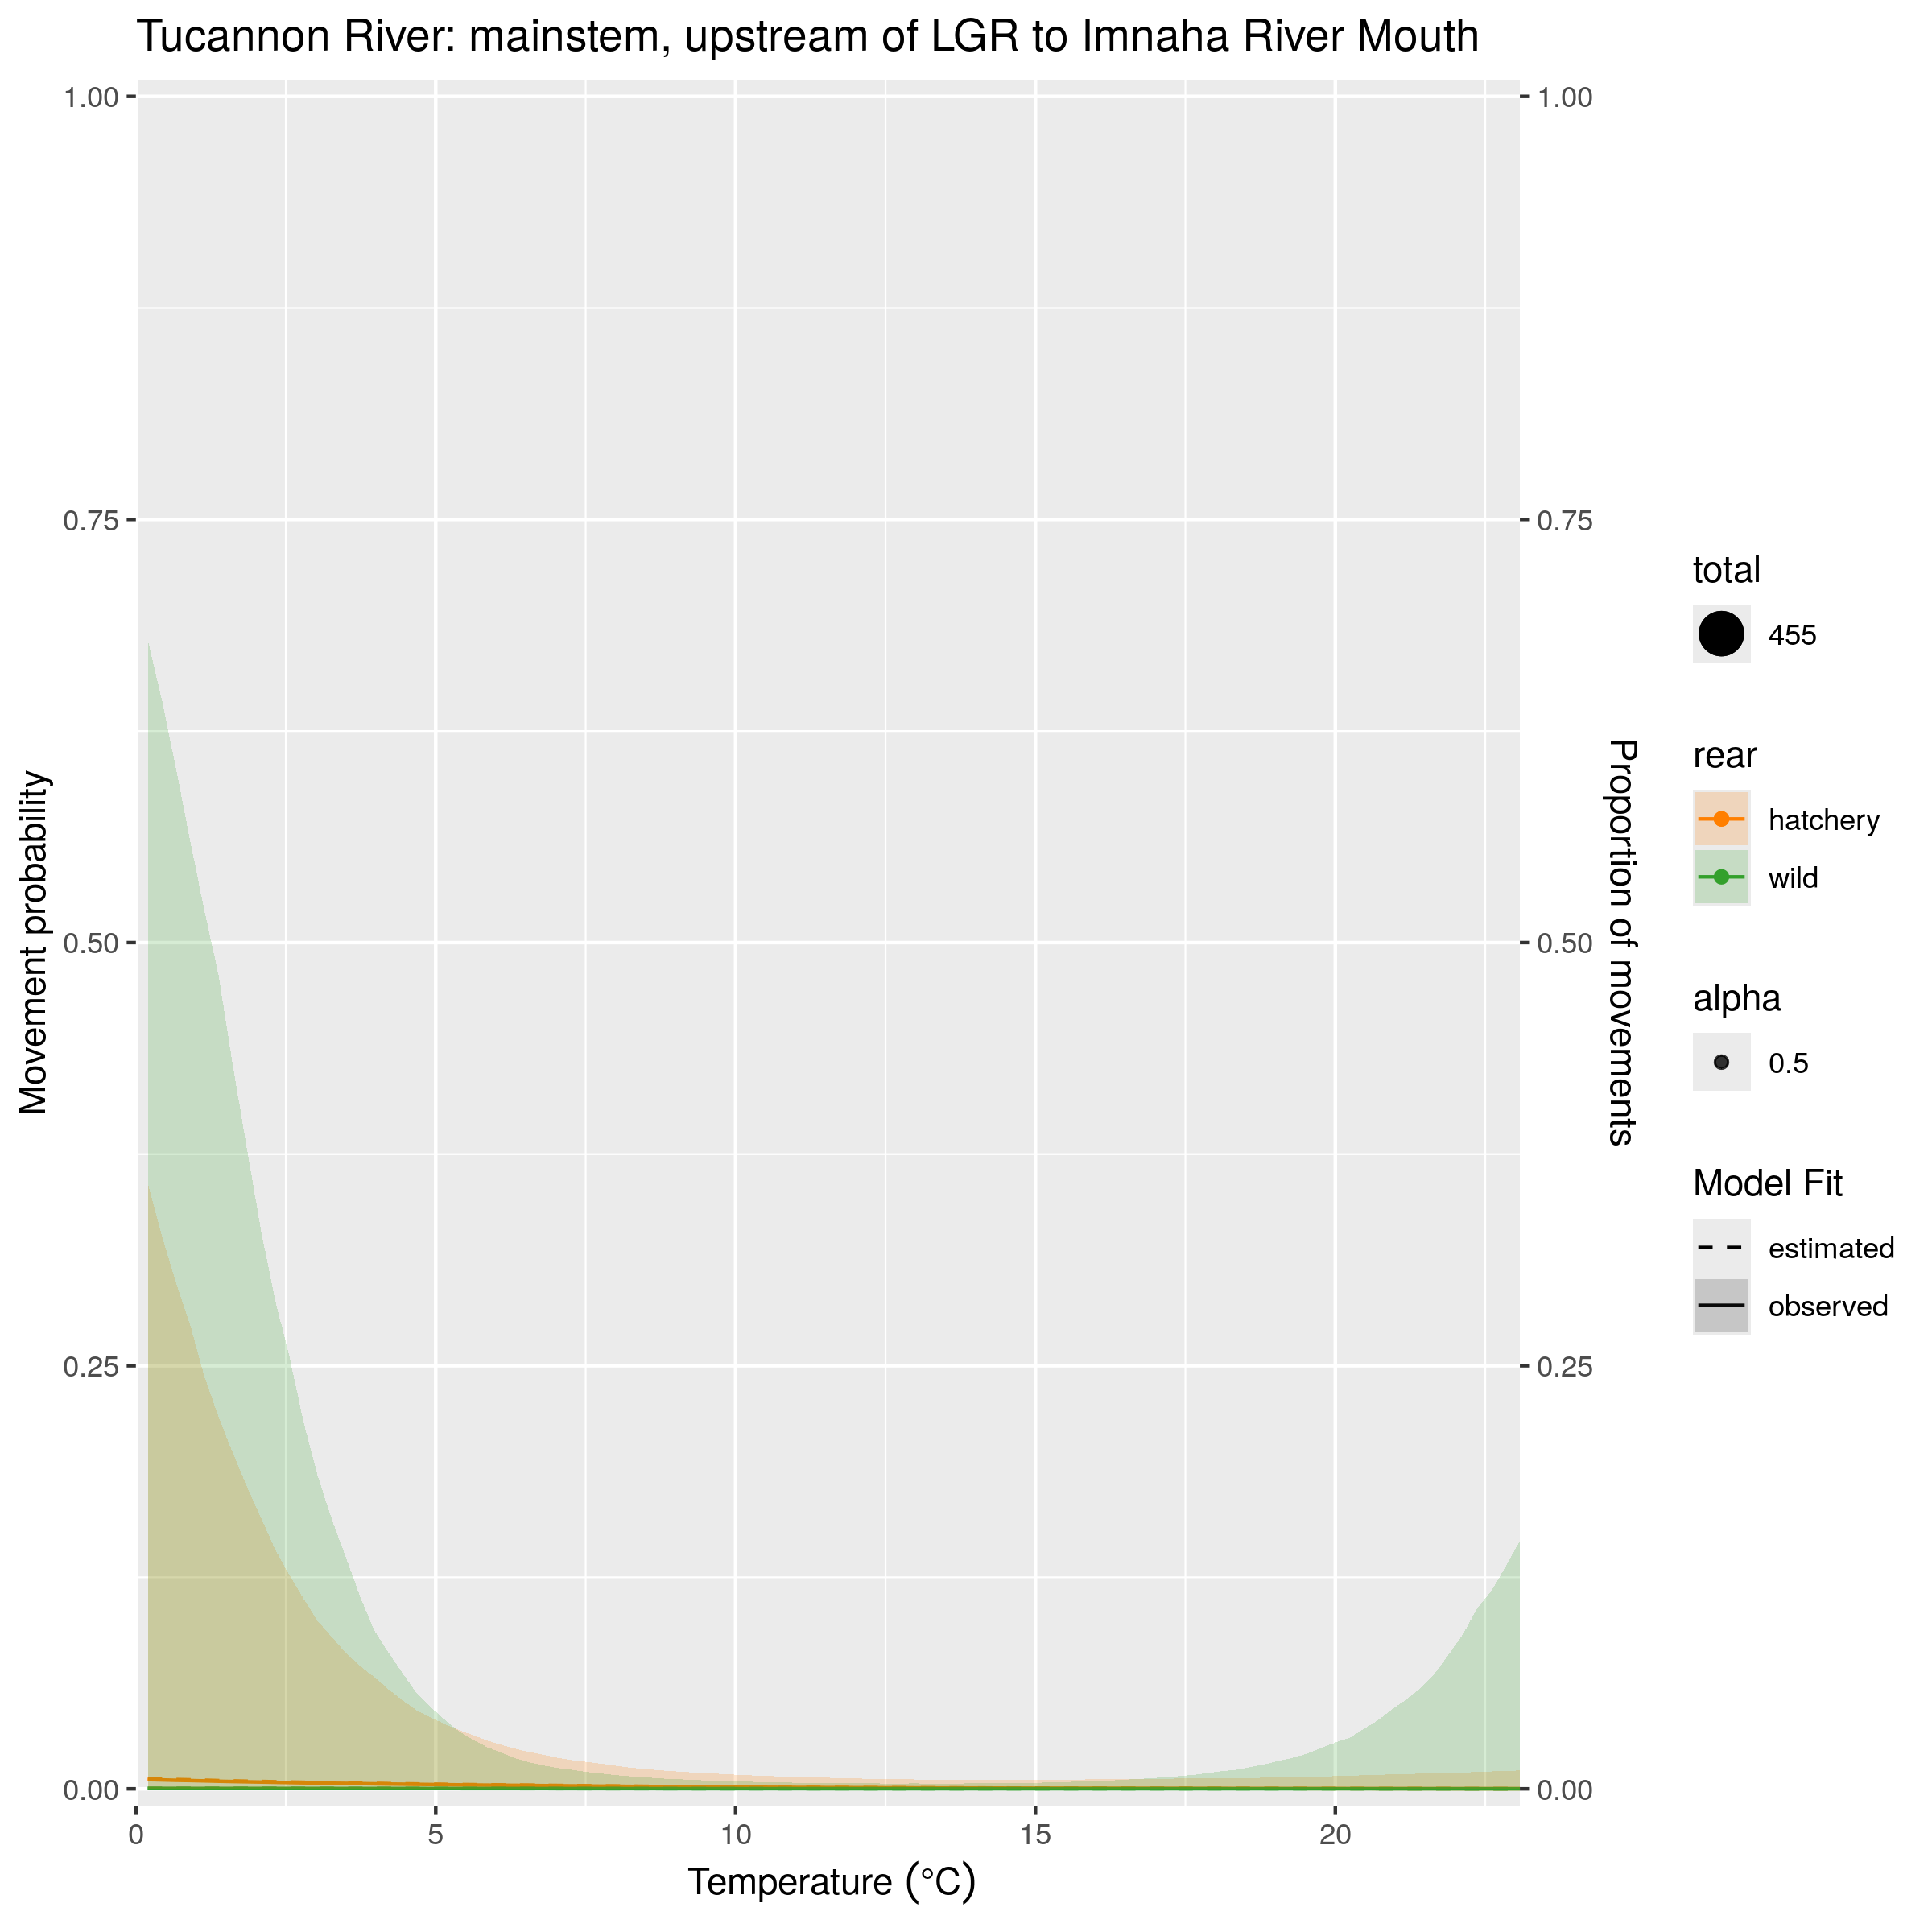 Tucannon River: mainstem, upstream of LGR to Imnaha River Mouth
Movement probability
1.00
0.75
0.50
0.25
0.00
0
5
10
15
20
Temperature (°C)
1.00
0.75
0.50
0.25
0.00
Proportion of movements
total
455
rear
hatchery
wild
alpha
0.5
Model Fit
estimated
observed